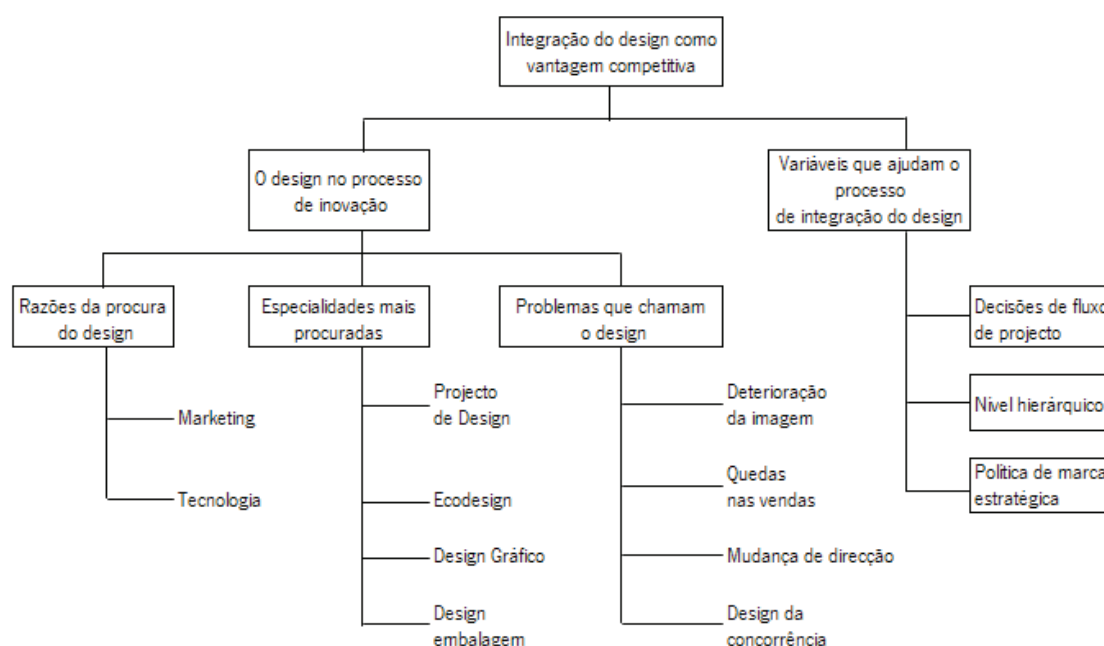 Integração do design como
vantagem competitiva
O design no processo
de inovação
Variáveis que ajudam o
processo
de integração do design
Razões da procura
do design
Especialidades mais
procuradas
Problemas que chamam
o design
Decisões de fluxo
de projecto
Nível hierárquico
Política de marca
estratégica
Marketing
Tecnologia
Projecto
de Design
Ecodesign
Design Gráfico
Design
embalagem
Deterioração
da imagem
Quedas
nas vendas
Mudança de direcção
Design da
concorrência